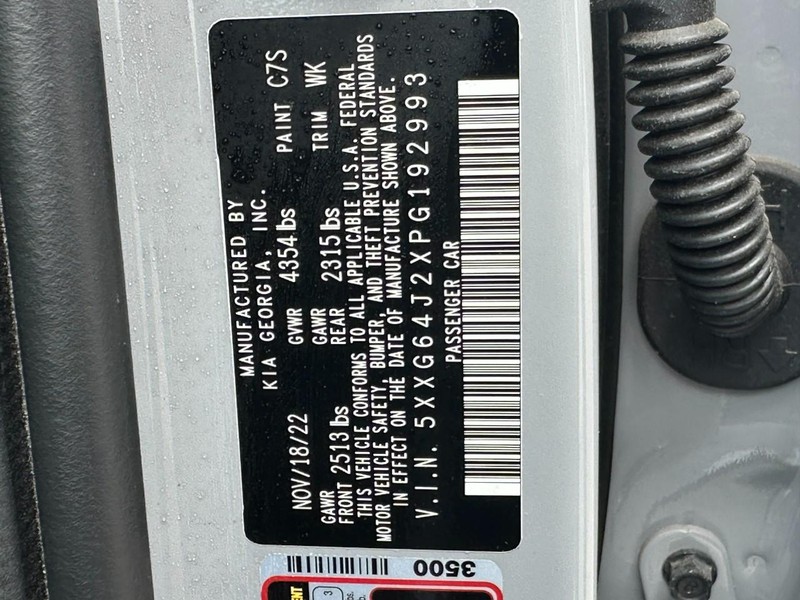 MANUFACTURED BY
KIA GEORGIA, INC.
NOV/18/22 GVWR 4354 lbs PAINT C7S
GAWR FRONT 2513 lbs GAWR REAR 2315 lbs TRIM WK
THIS VEHICLE CONFORMS TO ALL APPLICABLE U.S.A. FEDERAL
MOTOR VEHICLE SAFETY, BUMPER, AND THEFT PREVENTION STANDARDS
IN EFFECT ON THE DATE OF MANUFACTURE SHOWN ABOVE.
V.I.N. 5XXG64J2XPG192993
PASSENGER CAR
3500
3